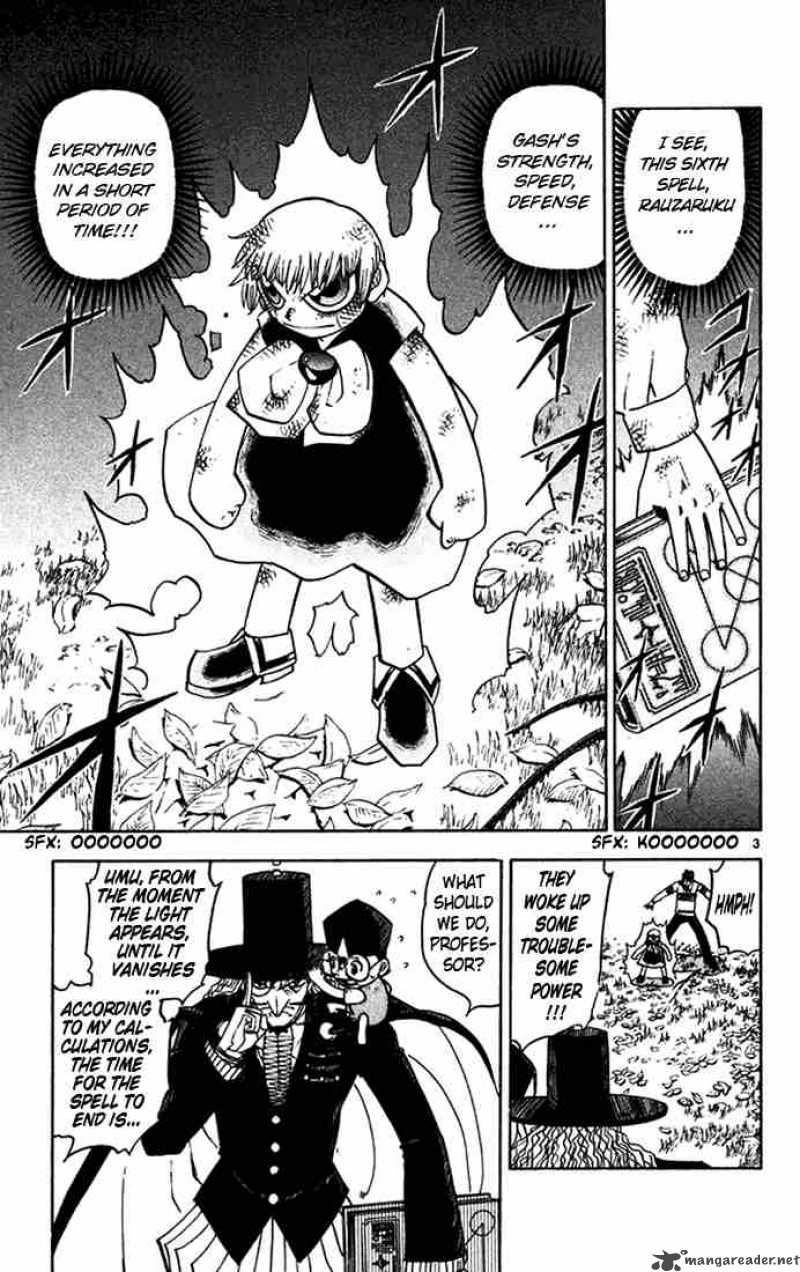 I SEE,
THIS SIXTH
SPELL,
RAUZARUKU
...
GASH'S
STRENGTH,
SPEED,
DEFENSE
...
EVERYTHING
INCREASED
IN A SHORT
PERIOD OF
TIME!!!
SFX: KOOOOOOO
3
SFX: OOOOOOO
HMPH!
THEY
WOKE UP
SOME
TROUBLE-
SOME
POWER
!!!
WHAT
SHOULD
WE DO,
PROFES-
SOR?
UMU, FROM
THE MOMENT
THE LIGHT
APPEARS,
UNTIL IT
VANISHES
...
ACCORDING
TO MY CAL-
CULATIONS,
THE TIME
FOR THE
SPELL TO
END IS...
mangareader.net